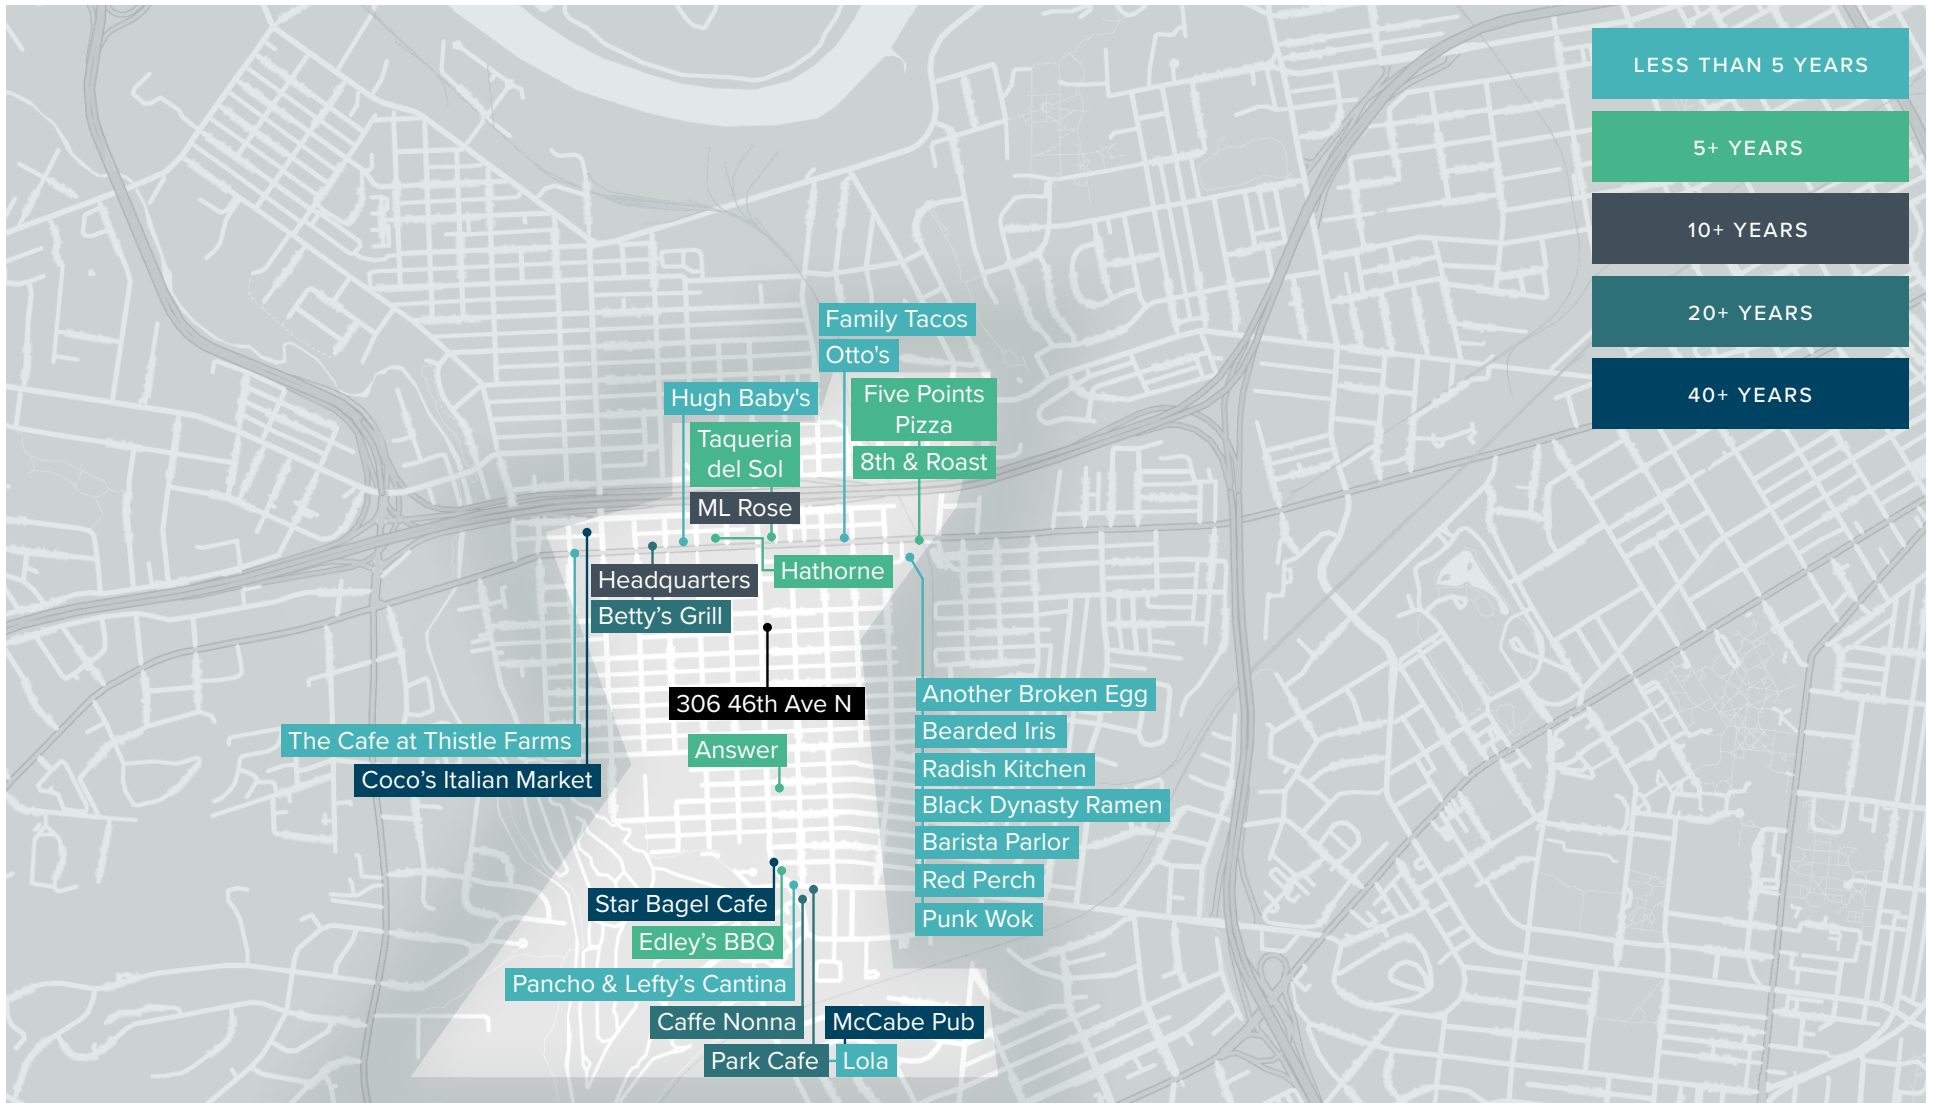 LESS THAN 5 YEARS
5+ YEARS
10+ YEARS
20+ YEARS
40+ YEARS
Family Tacos
Otto's
Hugh Baby's
Five Points
Pizza
Taqueria
del Sol
8th & Roast
ML Rose
Hathorne
Headquarters
Betty’s Grill
306 46th Ave N
Another Broken Egg
Bearded Iris
The Cafe at Thistle Farms
Answer
Radish Kitchen
Coco’s Italian Market
Black Dynasty Ramen
Barista Parlor
Red Perch
Star Bagel Cafe
Punk Wok
Edley’s BBQ
Pancho & Lefty’s Cantina
Caffe Nonna
McCabe Pub
Park Cafe
Lola